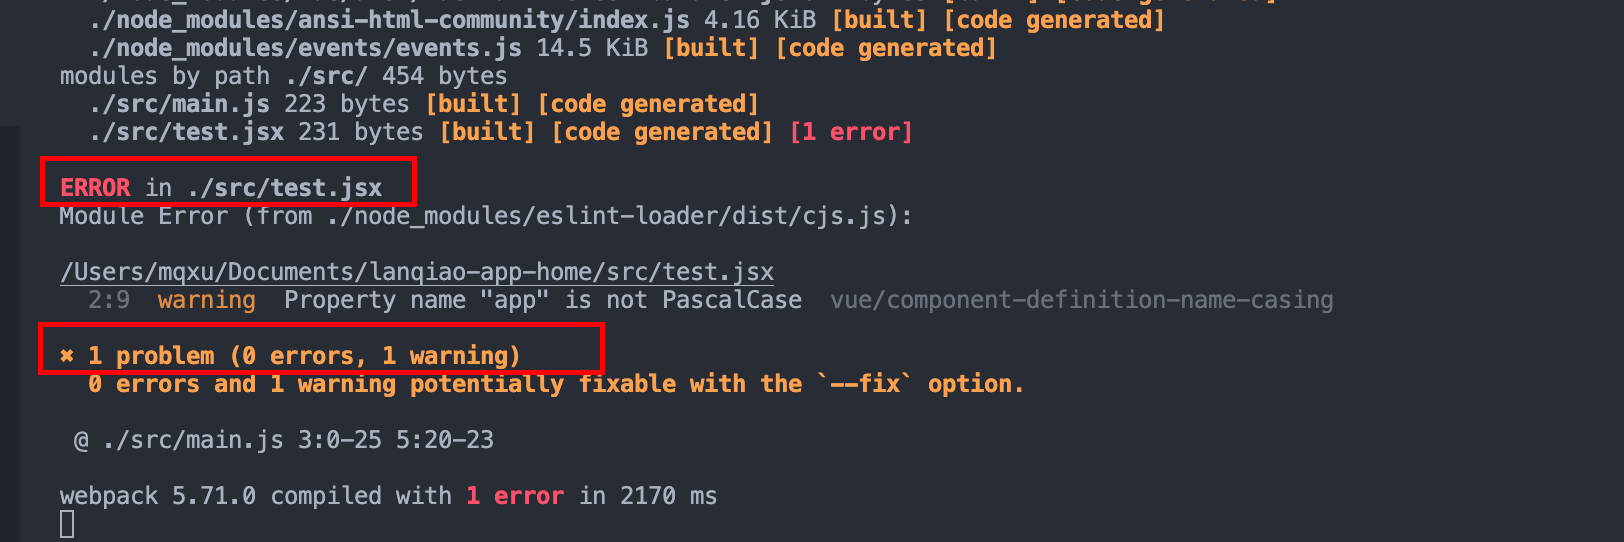 ./node_modules/ansi-html-community/index.js 4.16 KiB [built] [code generated]
./node_modules/events/events.js 14.5 KiB [built] [code generated]
modules by path ./src/ 454 bytes
./src/main.js 223 bytes [built] [code generated]
./src/test.jsx 231 bytes [built] [code generated] [1 error]
ERROR in ./src/test.jsx
Module Error (from ./node_modules/eslint-loader/dist/cjs.js):
/Users/mqxu/Documents/lanqiao-app-home/src/test.jsx
2:9  warning  Property name "app" is not PascalCase  vue/component-definition-name-casing
✖ 1 problem (0 errors, 1 warning)
0 errors and 1 warning potentially fixable with the `--fix` option.
@ ./src/main.js 3:0-25 5:20-23
webpack 5.71.0 compiled with 1 error in 2170 ms